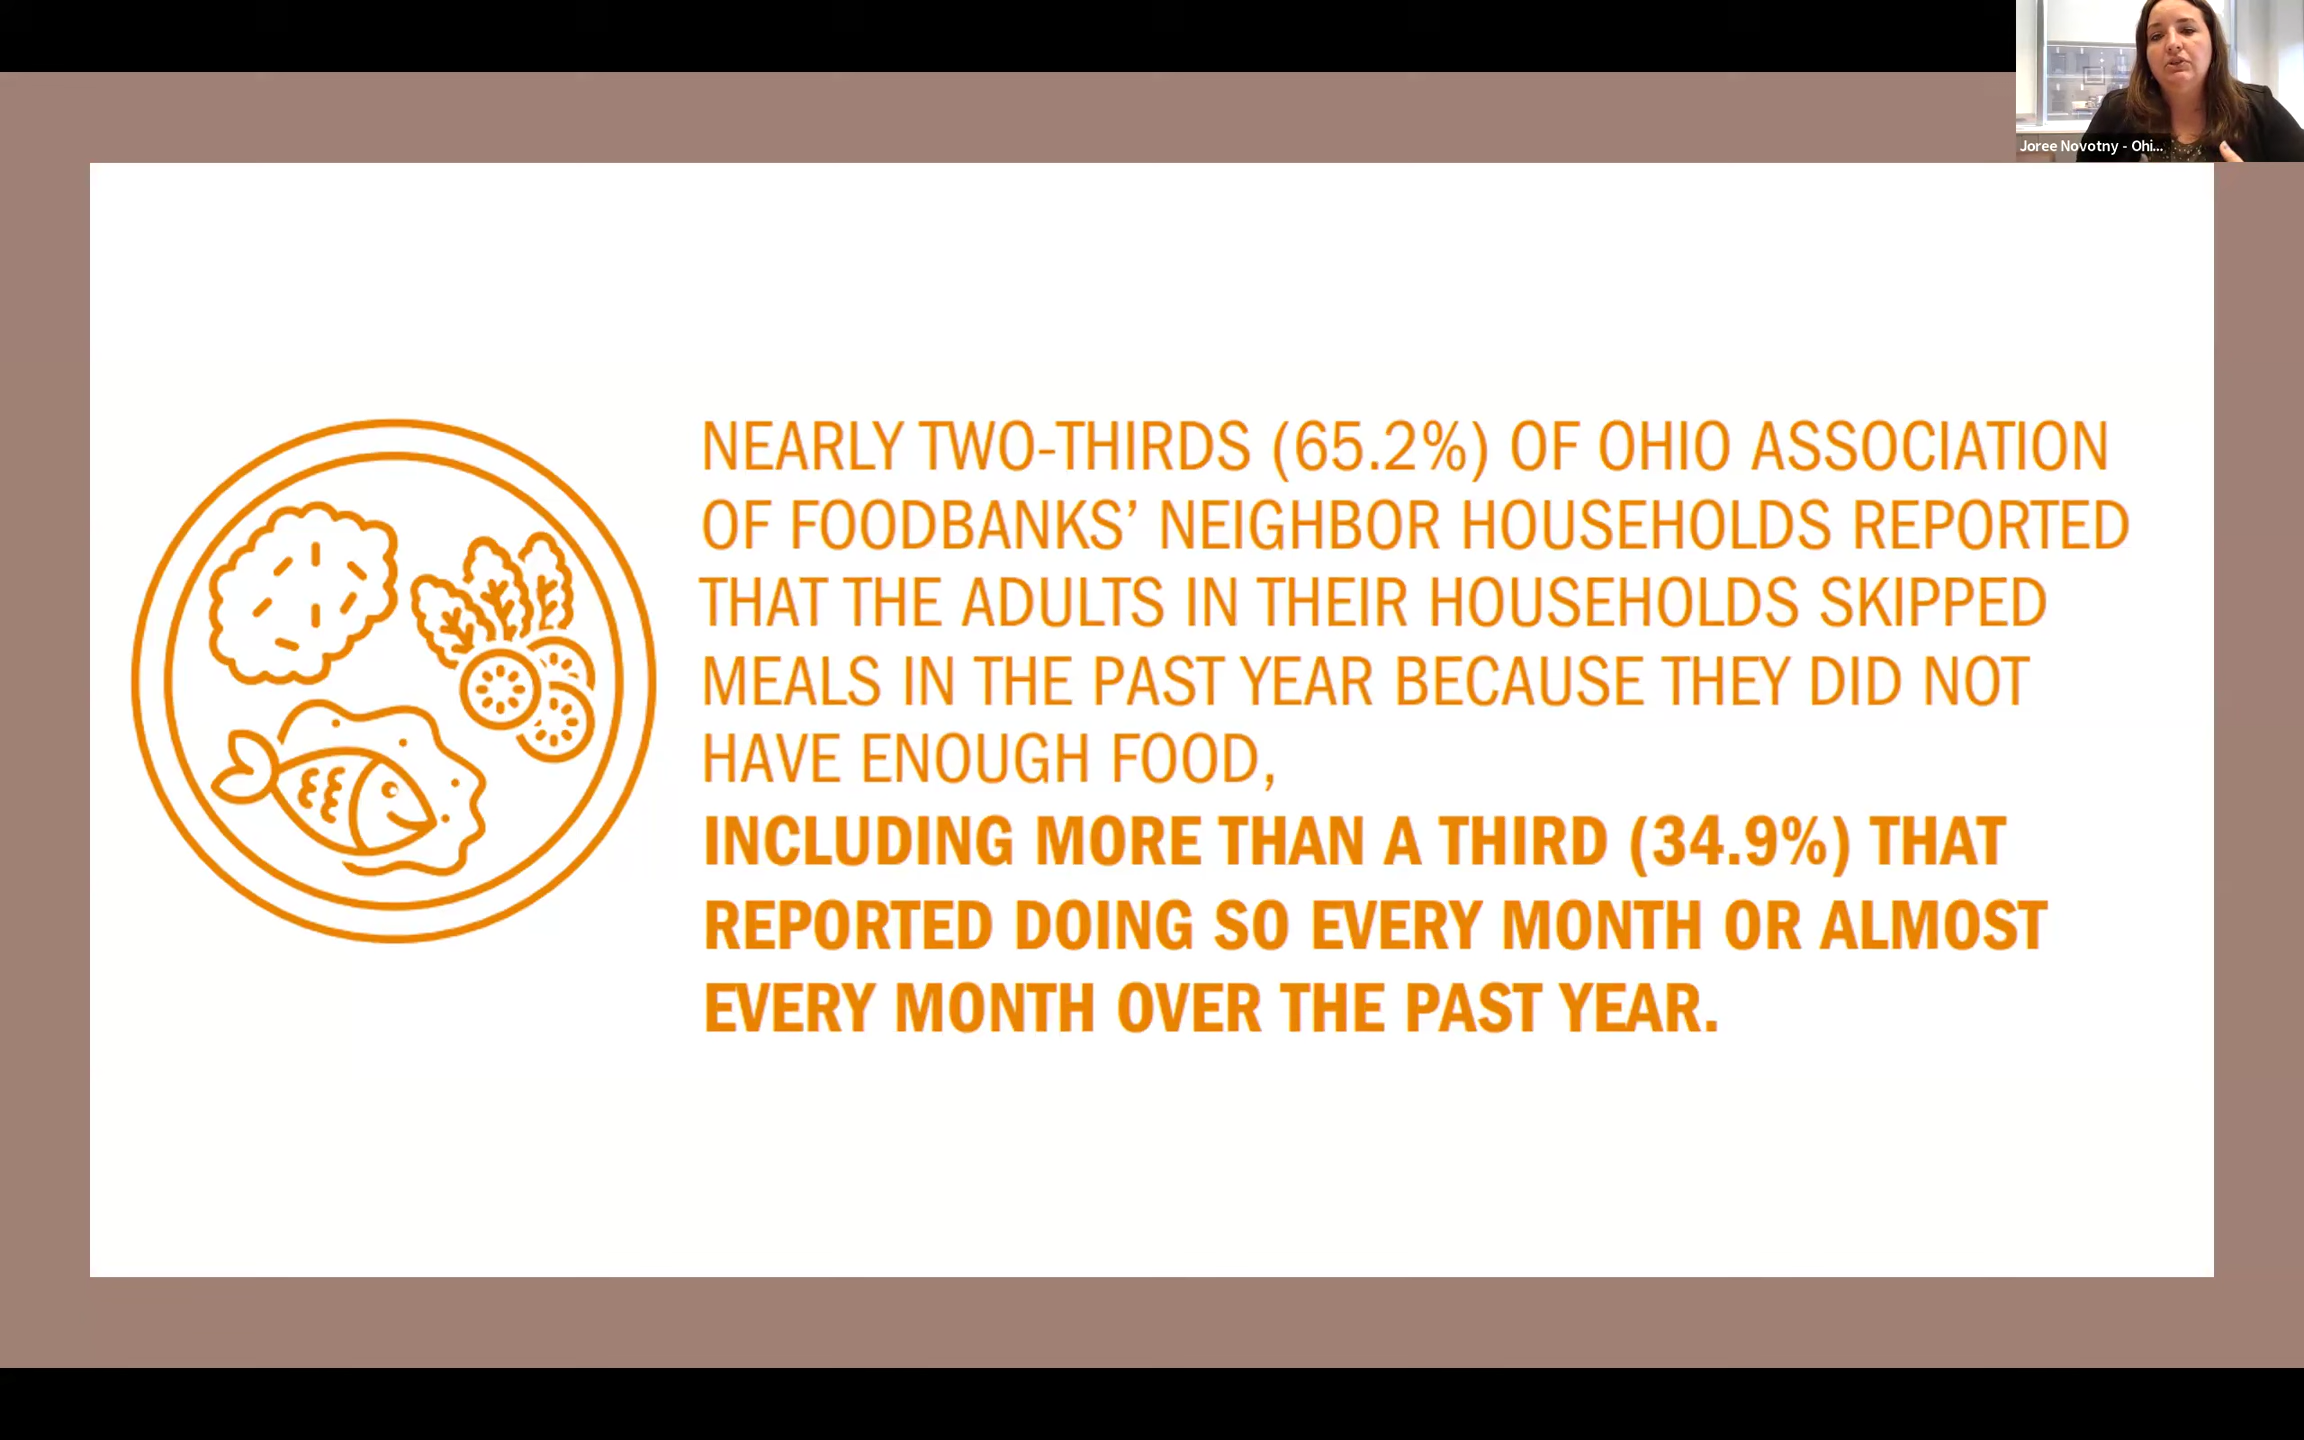 Joree Novotny - Ohi...
NEARLY TWO-THIRDS (65.2%) OF OHIO ASSOCIATION
OF FOODBANKS’ NEIGHBOR HOUSEHOLDS REPORTED
THAT THE ADULTS IN THEIR HOUSEHOLDS SKIPPED
MEALS IN THE PAST YEAR BECAUSE THEY DID NOT
HAVE ENOUGH FOOD,
INCLUDING MORE THAN A THIRD (34.9%) THAT
REPORTED DOING SO EVERY MONTH OR ALMOST
EVERY MONTH OVER THE PAST YEAR.